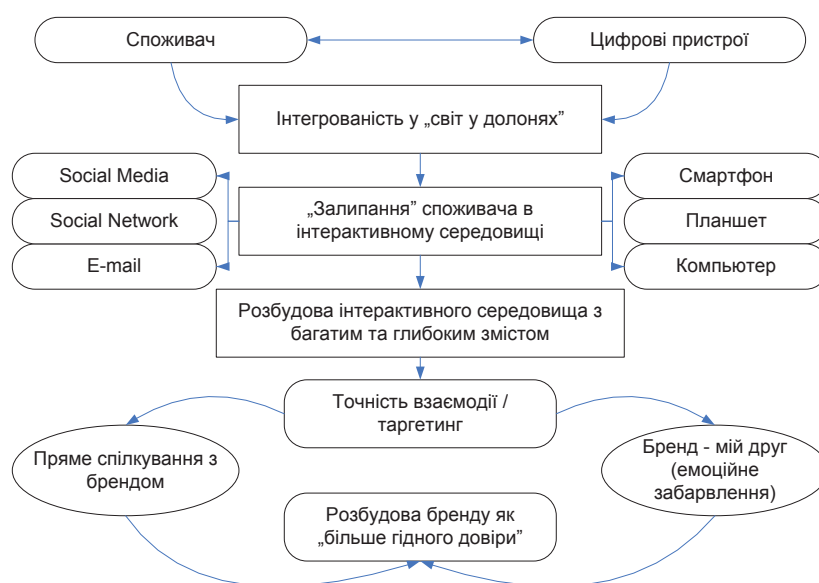 Споживач
Цифрові пристрої
Інтегрованість у „світ у долонях”
Social Media
Social Network
E-mail
„Залипання” споживача в
інтерактивному середовищі
Смартфон
Планшет
Компьютер
Розбудова інтерактивного середовища з
багатим та глибоким змістом
Точність взаємодії /
таргетинг
Пряме спілкування з
брендом
Бренд - мій друг
(емоційне
забарвлення)
Розбудова бренду як
„більше гідного довіри”